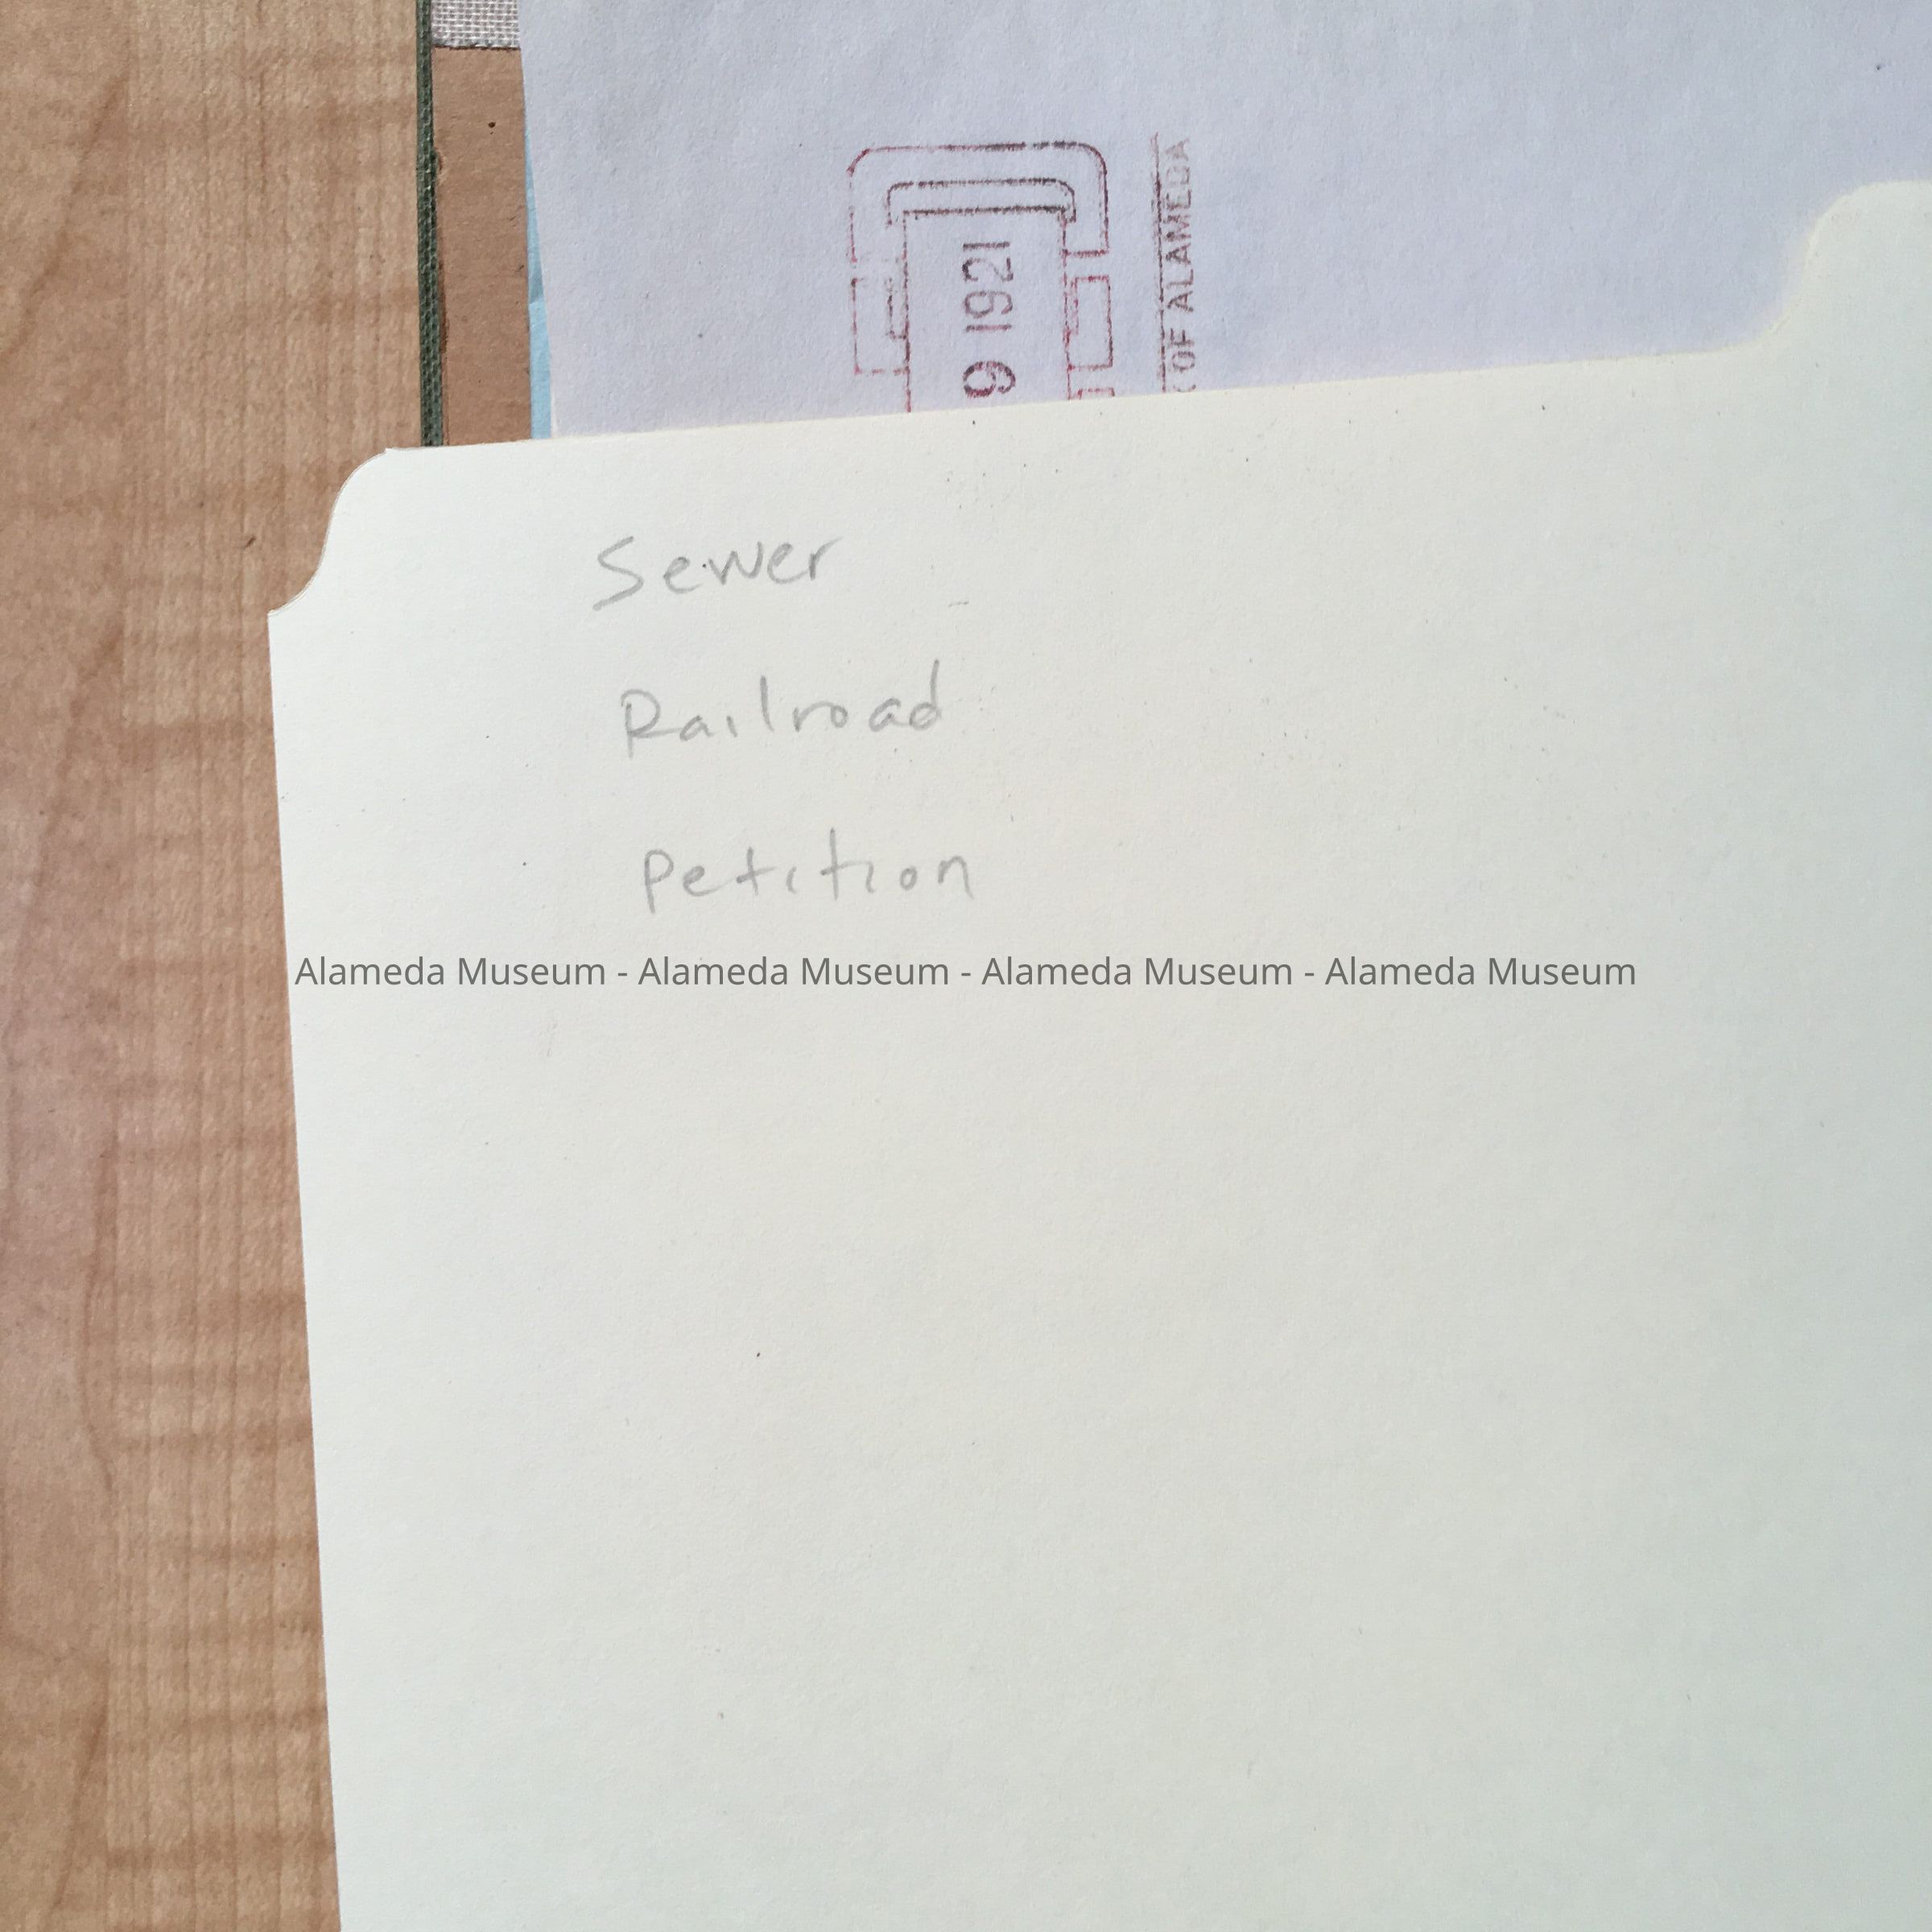 9 1921
OF ALAMEDA
Sewer
Railroad
Petition
Alameda Museum - Alameda Museum - Alameda Museum - Alameda Museum